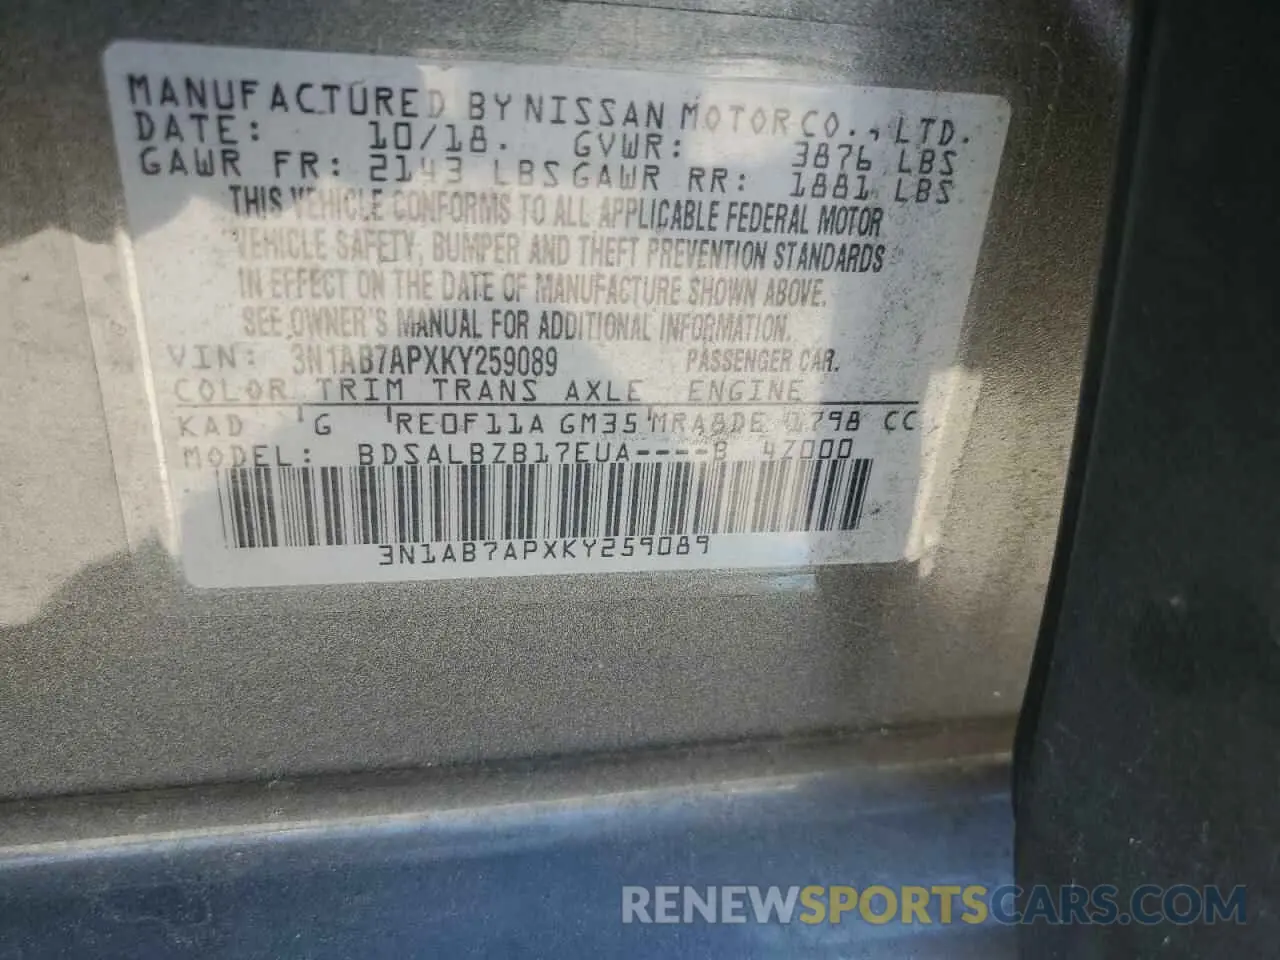 MANUFACTURED BY NISSAN MOTOR CO., LTD.
DATE: 10/18. GVWR: 3876 LBS
GAWR FR: 2143 LBS GAWR RR: 1881 LBS
THIS VEHICLE CONFORMS TO ALL APPLICABLE FEDERAL MOTOR
VEHICLE SAFETY, BUMPER AND THEFT PREVENTION STANDARDS
IN EFFECT ON THE DATE OF MANUFACTURE SHOWN ABOVE.
SEE OWNER'S MANUAL FOR ADDITIONAL INFORMATION.
VIN: 3N1AB7APXKY259089 PASSENGER CAR.
COLOR TRIM TRANS AXLE ENGINE
KAD G RE0F11A GM35 MRA8DE 1798 CC
MODEL: BDSALBZB17EUA----B 4Z000
3N1AB7APXKY259089
RENEWSPORTSCARS.COM